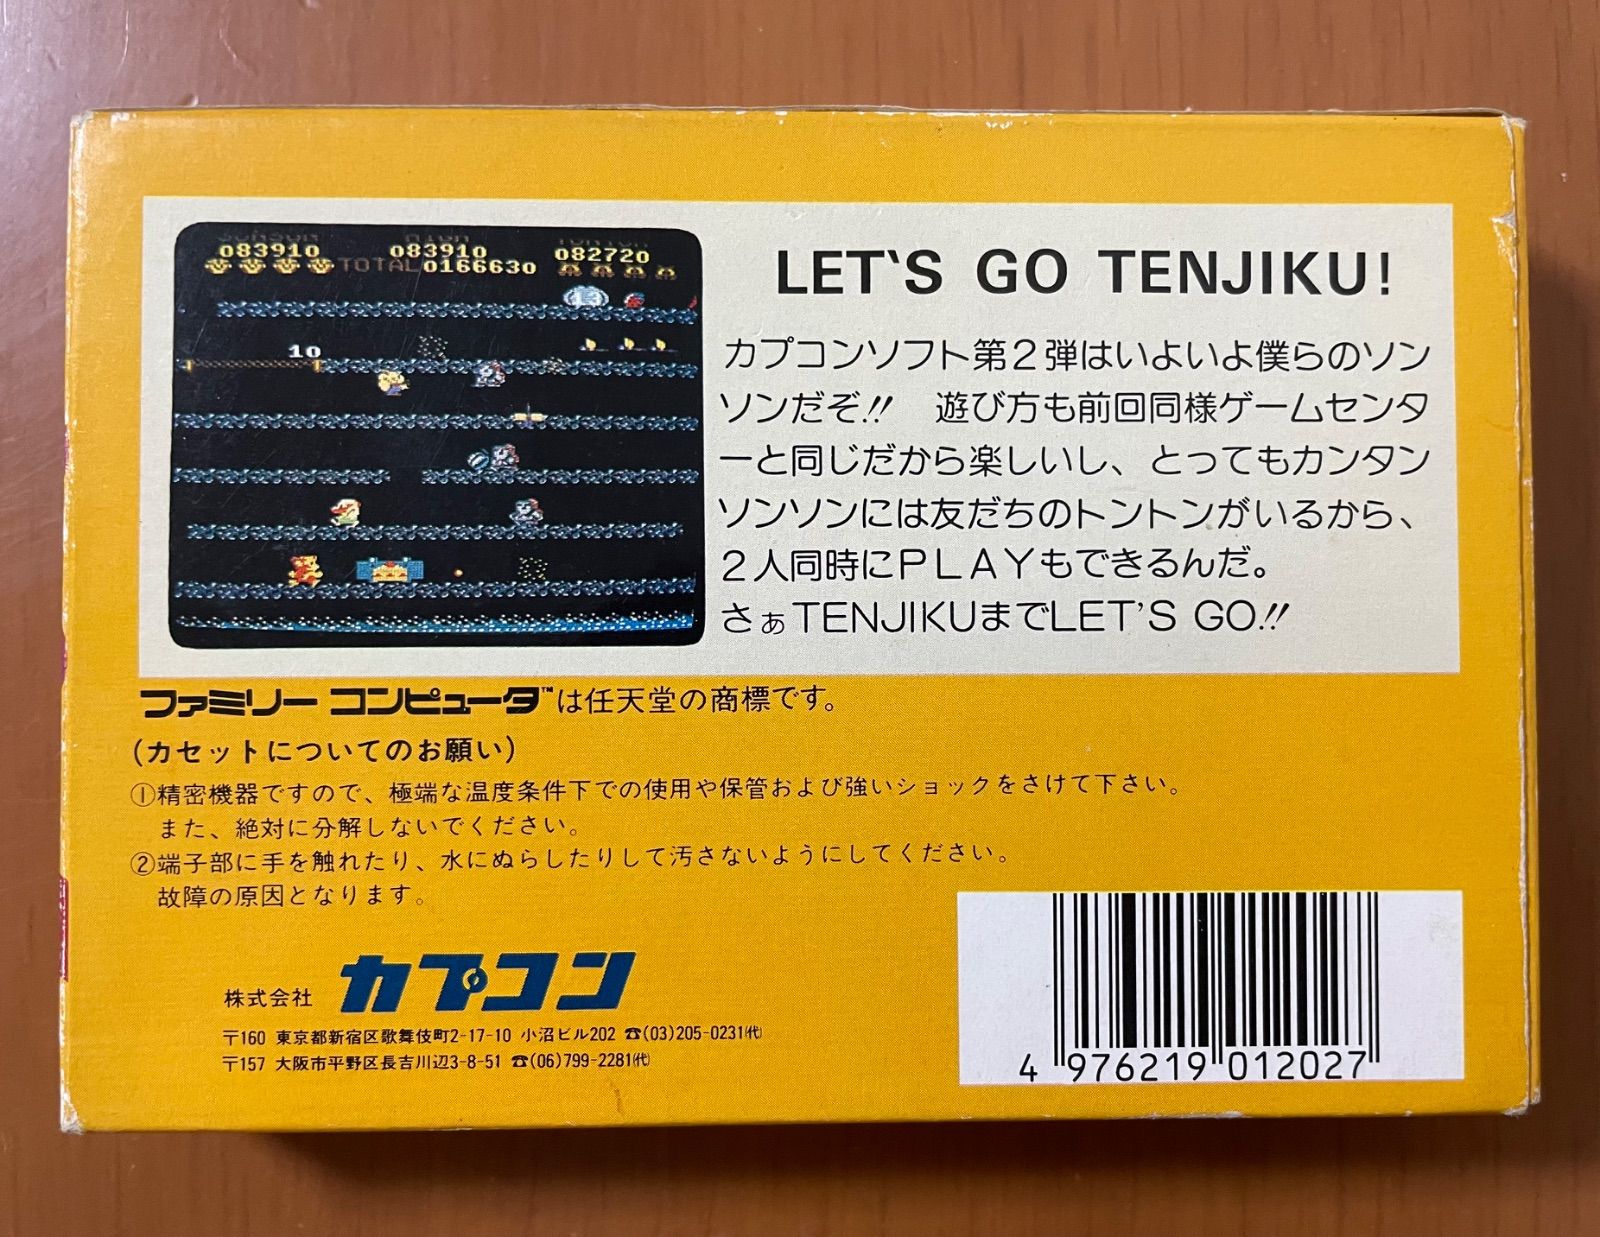 083910 083910 082720
TOTAL 0166630
10
LET'S GO TENJIKU!
カプコンソフト第2弾はいよいよ僕らのソン
ソンだぞ!! 遊び方も前回同様ゲームセンタ
ーと同じだから楽しいし、とってもカンタン
ソンソンには友だちのトントンがいるから、
2人同時にPLAYもできるんだ。
さぁTENJIKUまでLET'S GO!!
ファミリーコンピュータ™は任天堂の商標です。
(カセットについてのお願い)
①精密機器ですので、極端な温度条件下での使用や保管および強いショックをさけて下さい。
また、絶対に分解しないでください。
②端子部に手を触れたり、水にぬらしたりして汚さないようにしてください。
故障の原因となります。
株式会社 カプコン
〒160 東京都新宿区歌舞伎町2-17-10 小沼ビル202 ☎(03)205-0231㈹
〒157 大阪市平野区長吉川辺3-8-51 ☎(06)799-2281㈹
4 976219 012027